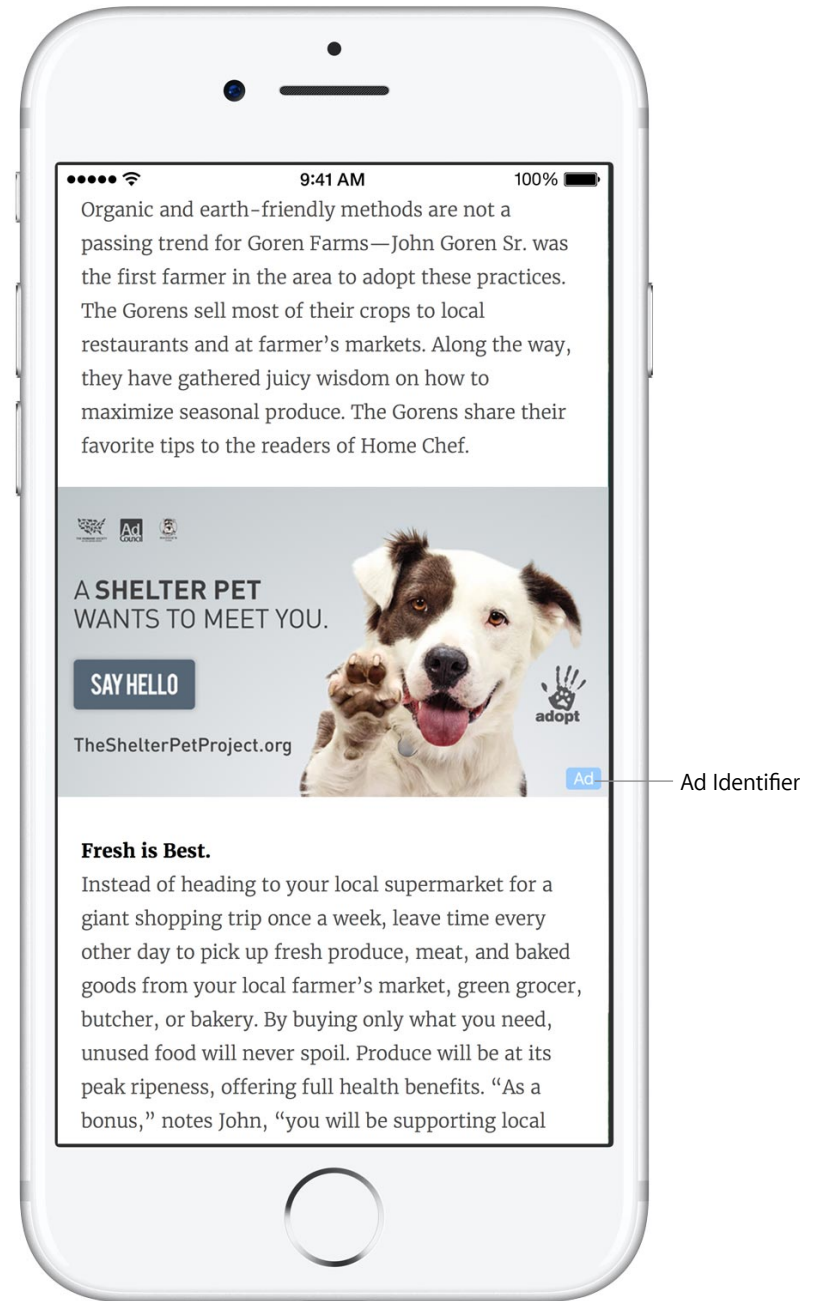 9:41 AM
100%
Organic and earth-friendly methods are not a
passing trend for Goren Farms—John Goren Sr. was
the first farmer in the area to adopt these practices.
The Gorens sell most of their crops to local
restaurants and at farmer’s markets. Along the way,
they have gathered juicy wisdom on how to
maximize seasonal produce. The Gorens share their
favorite tips to the readers of Home Chef.
Ad
Council
A SHELTER PET
WANTS TO MEET YOU.
SAY HELLO
adopt
TheShelterPetProject.org
Ad
Ad Identifier
Fresh is Best.
Instead of heading to your local supermarket for a
giant shopping trip once a week, leave time every
other day to pick up fresh produce, meat, and baked
goods from your local farmer’s market, green grocer,
butcher, or bakery. By buying only what you need,
unused food will never spoil. Produce will be at its
peak ripeness, offering full health benefits. “As a
bonus,” notes John, “you will be supporting local